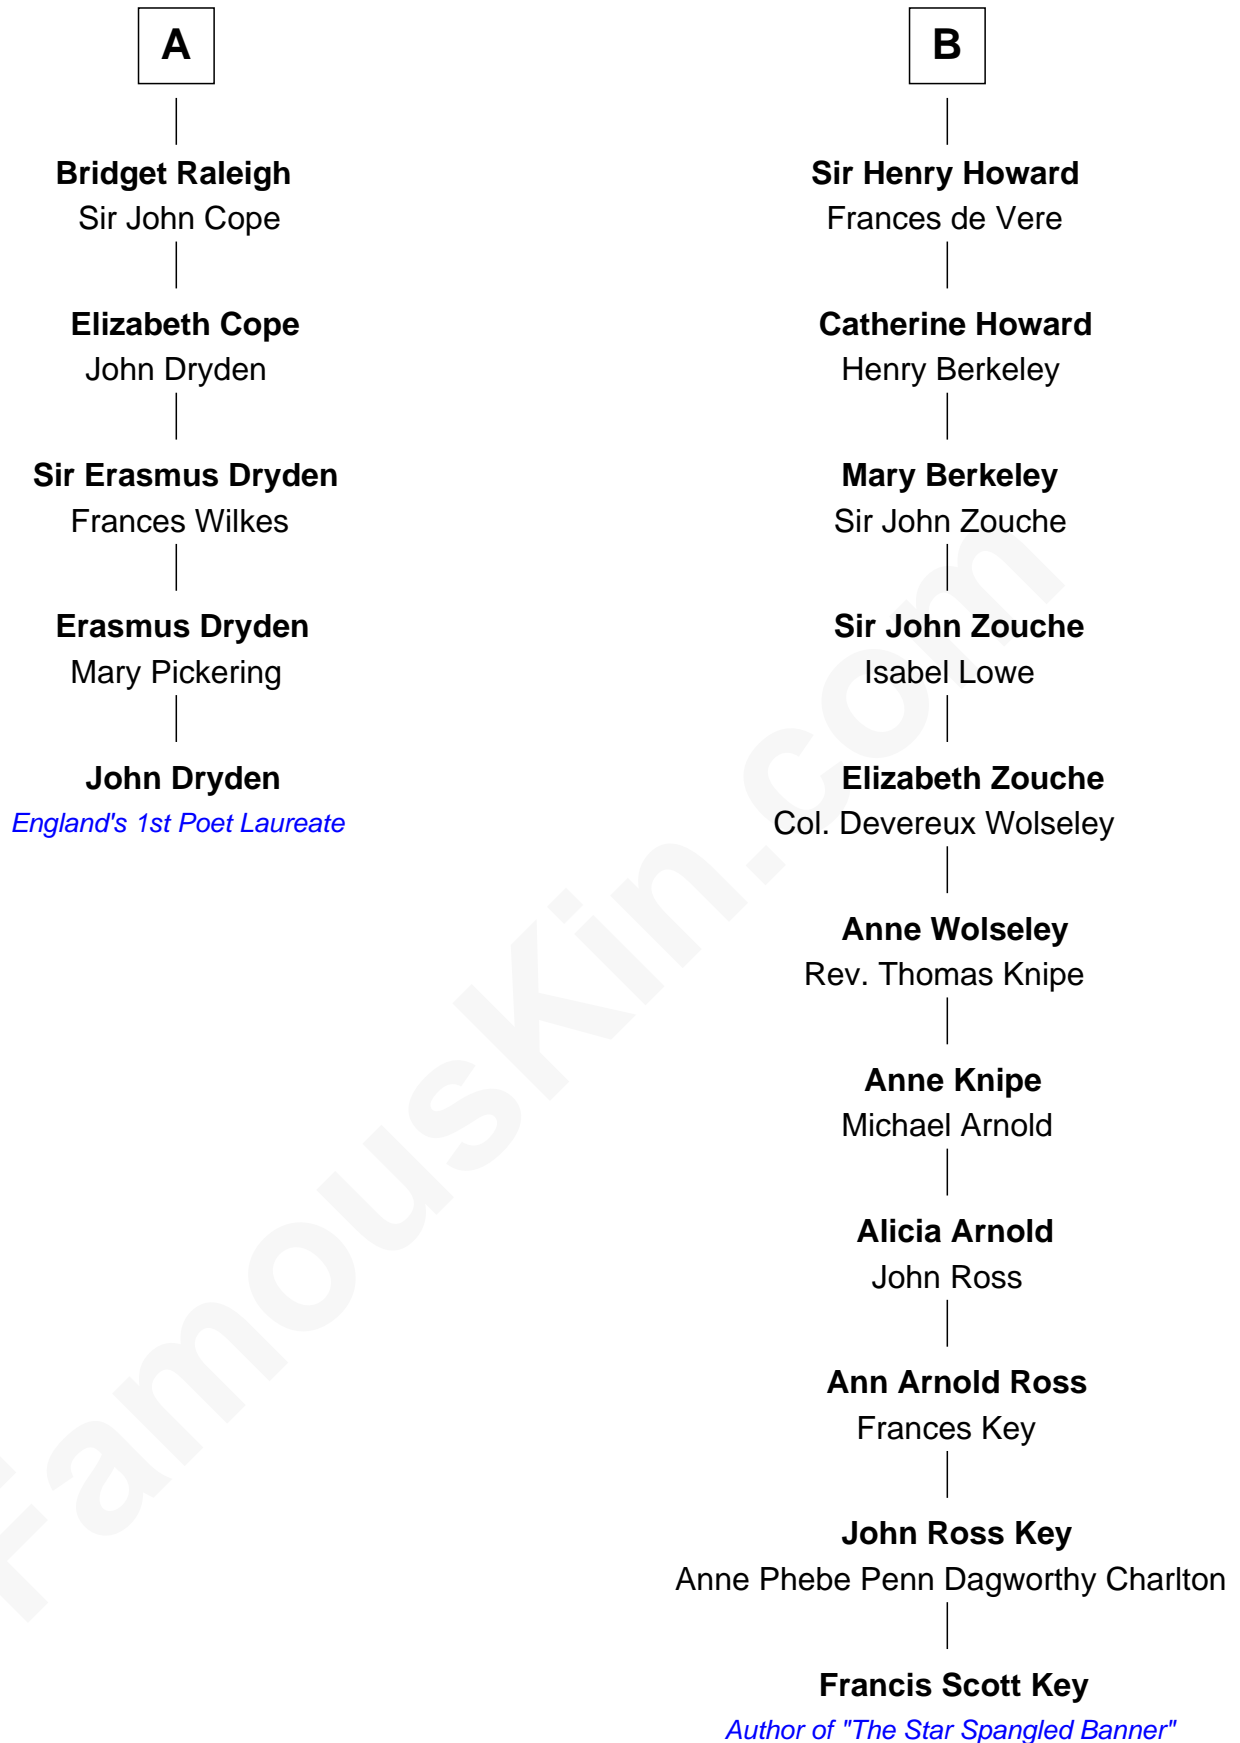 A
Bridget Raleigh
Sir John Cope
Elizabeth Cope
John Dryden
Sir Erasmus Dryden
Frances Wilkes
Erasmus Dryden
Mary Pickering
John Dryden
England's 1st Poet Laureate
B
Sir Henry Howard
Frances de Vere
Catherine Howard
Henry Berkeley
Mary Berkeley
Sir John Zouche
Sir John Zouche
Isabel Lowe
Elizabeth Zouche
Col. Devereux Wolseley
Anne Wolseley
Rev. Thomas Knipe
Anne Knipe
Michael Arnold
Alicia Arnold
John Ross
Ann Arnold Ross
Frances Key
John Ross Key
Anne Phebe Penn Dagworthy Charlton
Francis Scott Key
Author of "The Star Spangled Banner"
FamousKin.com